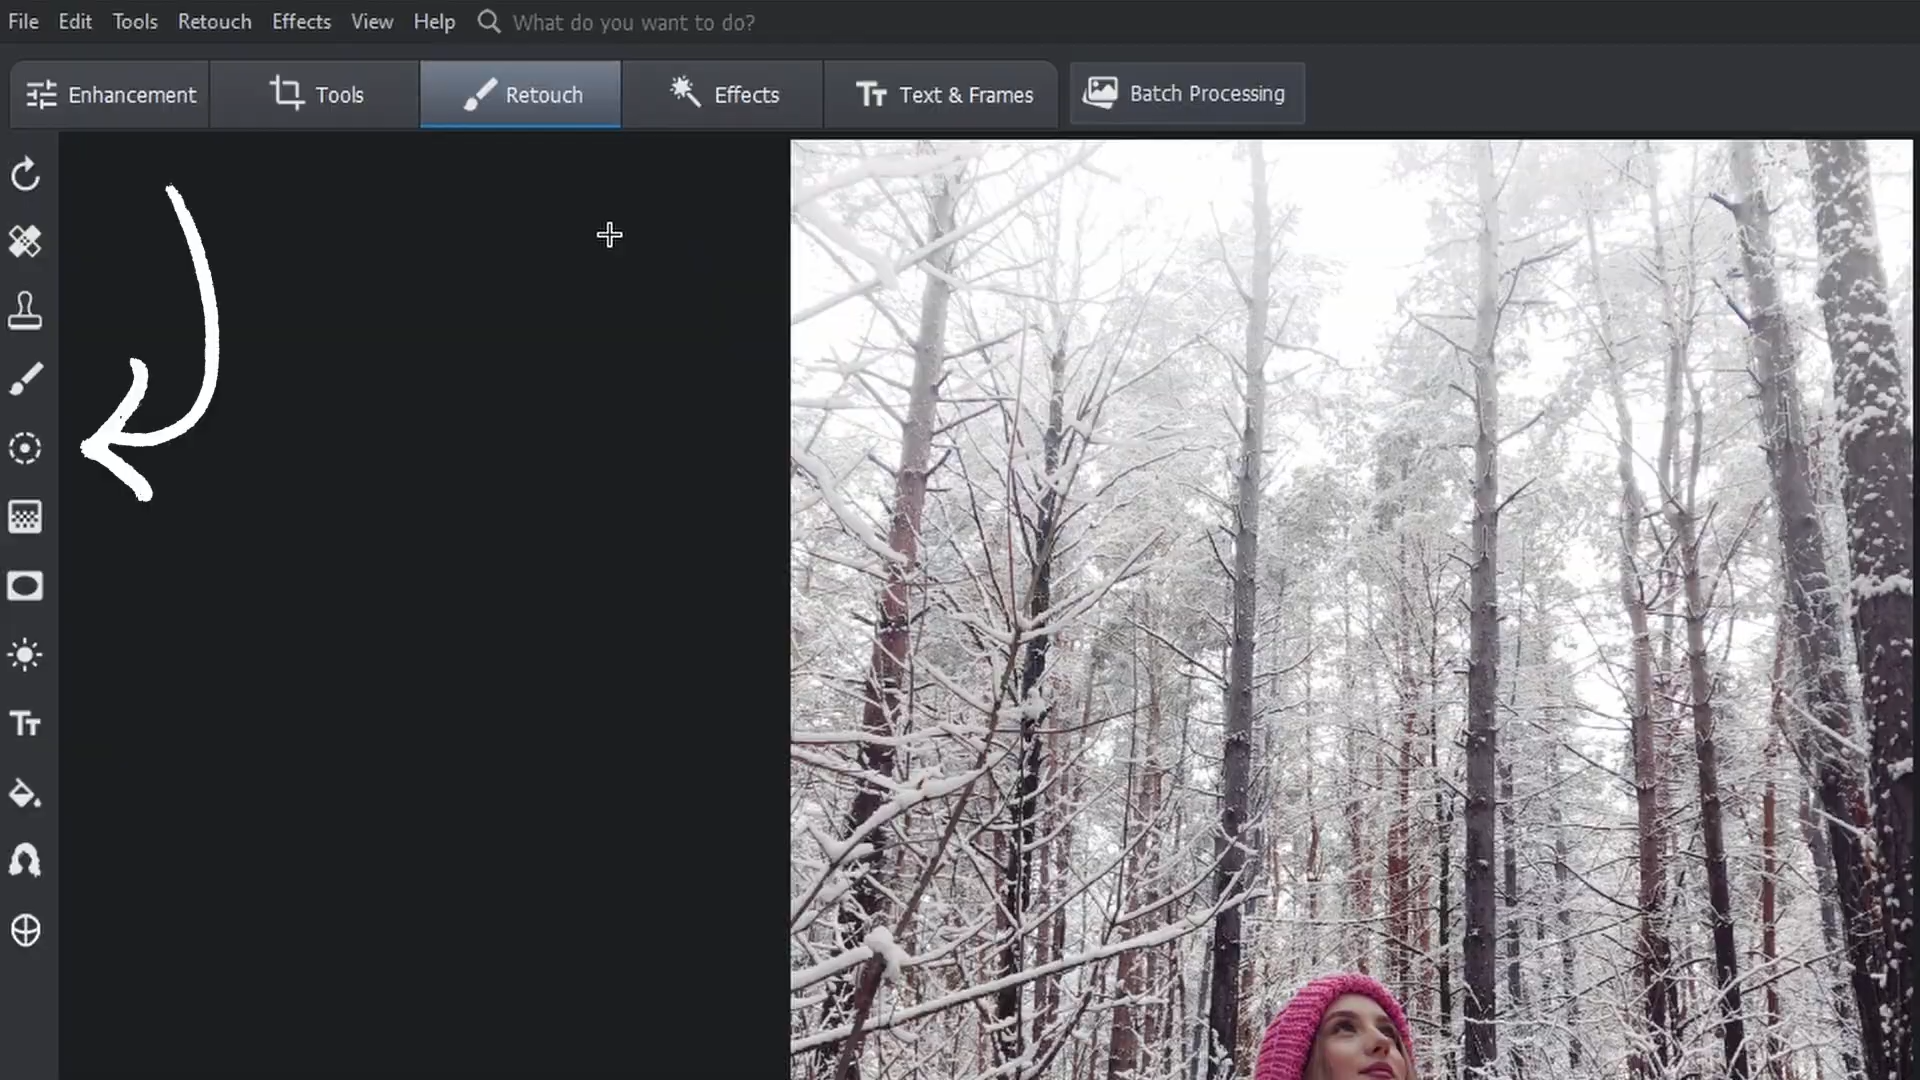 File Edit Tools Retouch Effects View Help What do you want to do?
Enhancement Tools Retouch Effects Text & Frames Batch Processing